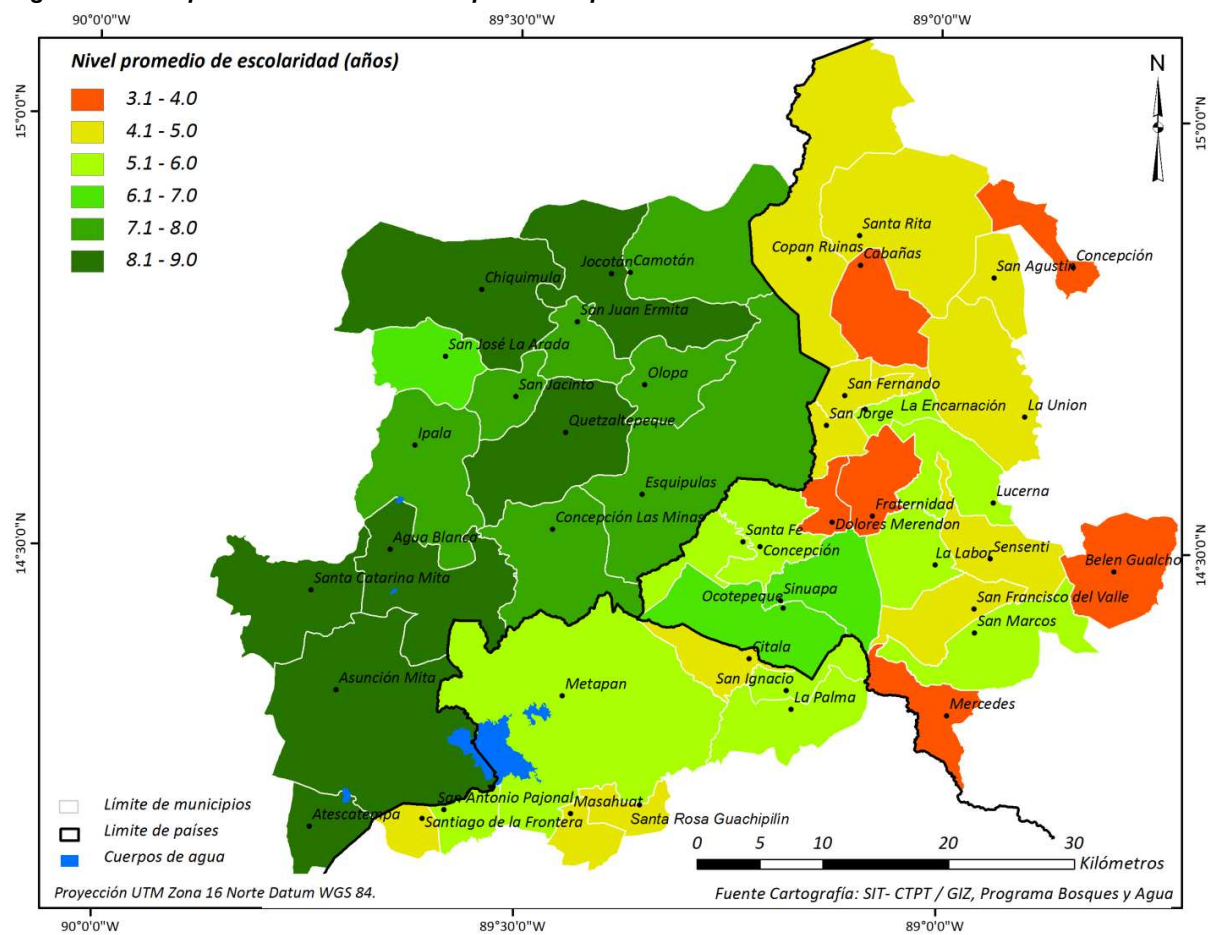 90°0'0"W
89°30'0"W
89°0'0"W
Nivel promedio de escolaridad (años)
3.1 - 4.0
4.1 - 5.0
5.1 - 6.0
6.1 - 7.0
7.1 - 8.0
8.1 - 9.0
N
15°0'0"N
15°0'0"N
Santa Rita
Copan Ruinas
Cabañas
Concepción
San Agustin
Jocotán
Camotán
Chiquimula
San Juan Ermita
San José La Arada
Olopa
San Jacinto
San Fernando
La Encarnación
La Union
San Jorge
Quetzaltepeque
Ipala
Esquipulas
Lucerna
Fraternidad
Concepción Las Minas
Dolores Merendon
Santa Fe
Concepción
14°30'0"N
14°30'0"N
Agua Blanca
La Labor
Sensenti
Belen Gualcho
Santa Catarina Mita
Sinuapa
Ocotepeque
San Francisco del Valle
San Marcos
Citala
Asunción Mita
Metapan
San Ignacio
La Palma
Mercedes
San Antonio Pajonal
Masahuat
Atescatempa
Santiago de la Frontera
Santa Rosa Guachipilín
Límite de municipios
Limite de países
Cuerpos de agua
0 5 10 20 30
Kilómetros
Proyección UTM Zona 16 Norte Datum WGS 84.
Fuente Cartografía: SIT- CTPT / GIZ, Programa Bosques y Agua
90°0'0"W
89°30'0"W
89°0'0"W